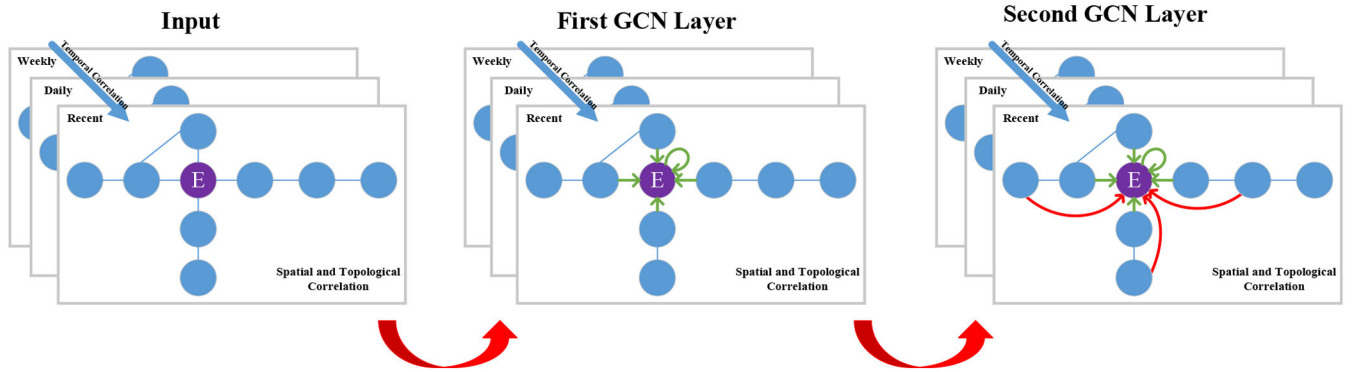 Input
Weekly
Temporal Correlation
Daily
Recent
E
Spatial and Topological
Correlation
First GCN Layer
Weekly
Temporal Correlation
Daily
Recent
E
Spatial and Topological
Correlation
Second GCN Layer
Weekly
Temporal Correlation
Daily
Recent
E
Spatial and Topological
Correlation